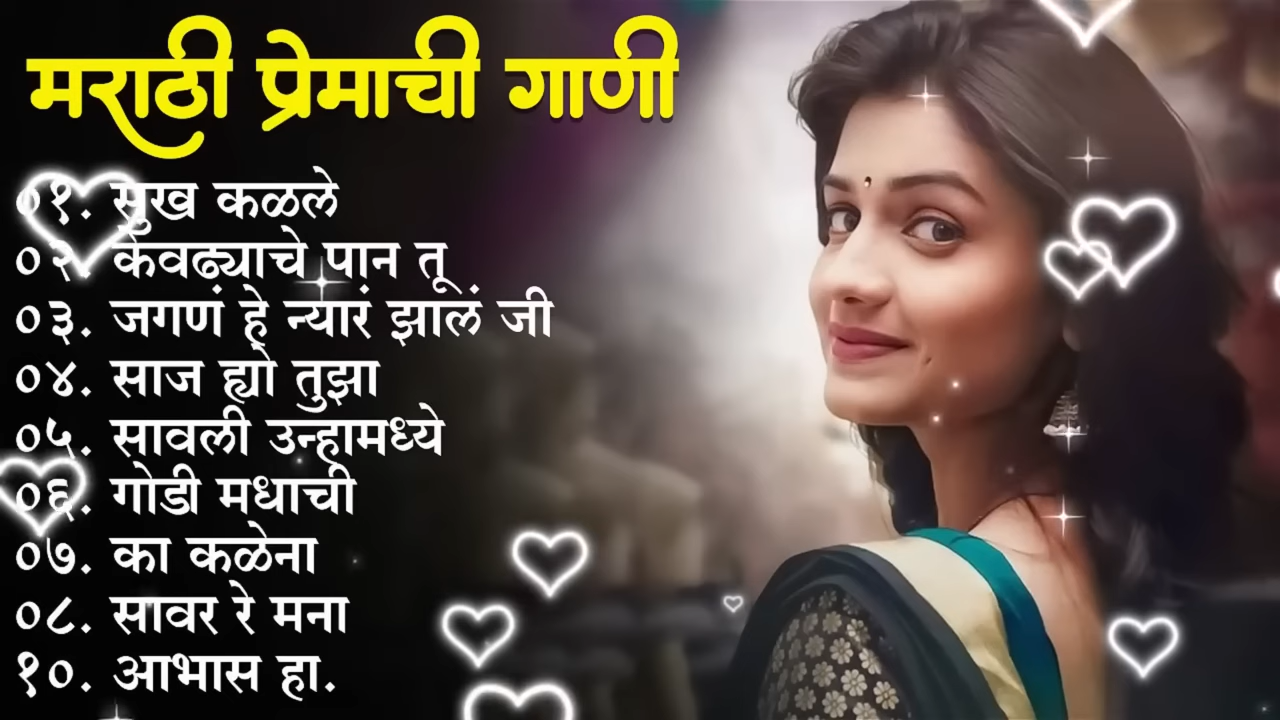 मराठी प्रेमाची गाणी
०१. सुख कळले
०२. केवढ्याचे पान तू
०३. जगणं हे न्यारं झालं जी
०४. साज ह्यो तुझा
०५. सावली उन्हामध्ये
०६. गोडी मधाची
०७. का कळेना
०८. सावर रे मना
१०. आभास हा.